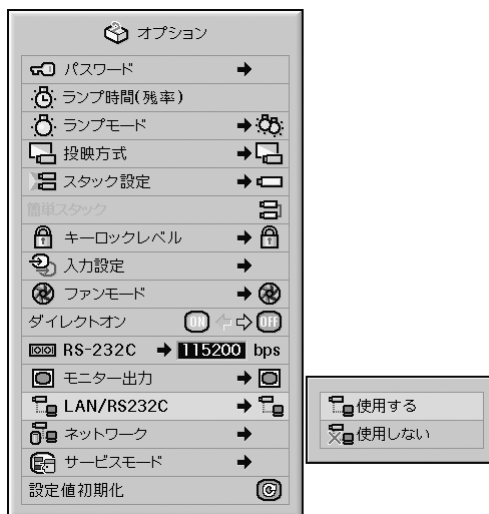 オプション
パスワード
ランプ時間(残率)
ランプモード
投映方式
スタック設定
簡単スタック
キーロックレベル
入力設定
ファンモード
ダイレクトオン ON OFF
RS-232C 115200 bps
モニター出力
LAN/RS232C
使用する
ネットワーク
使用しない
サービスモード
設定値初期化